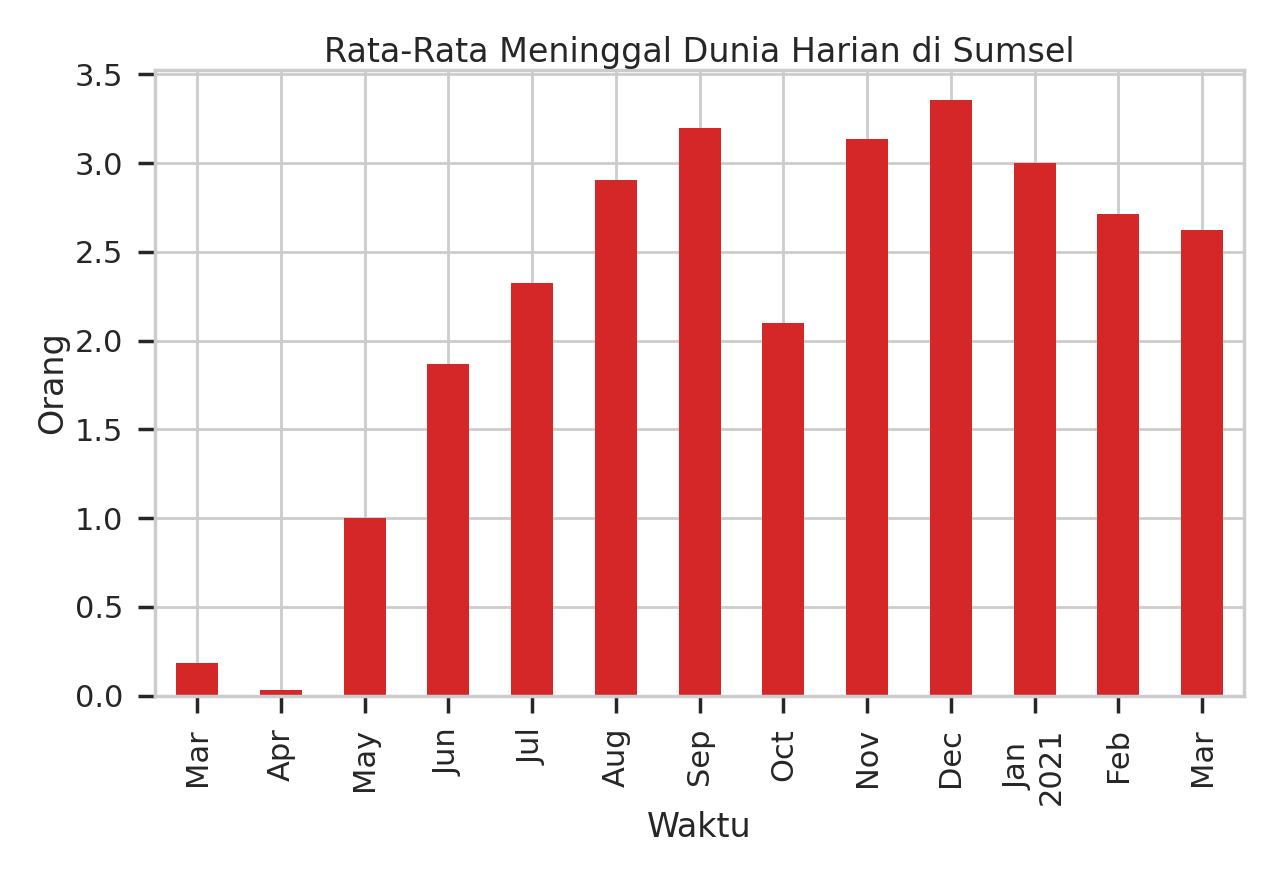 Rata-Rata Meninggal Dunia Harian di Sumsel
3.5
3.0
2.5
2.0
1.5
1.0
0.5
0.0
Orang
Mar
Apr
May
Jun
Jul
Aug
Sep
Oct
Nov
Dec
Jan
2021
Feb
Mar
Waktu